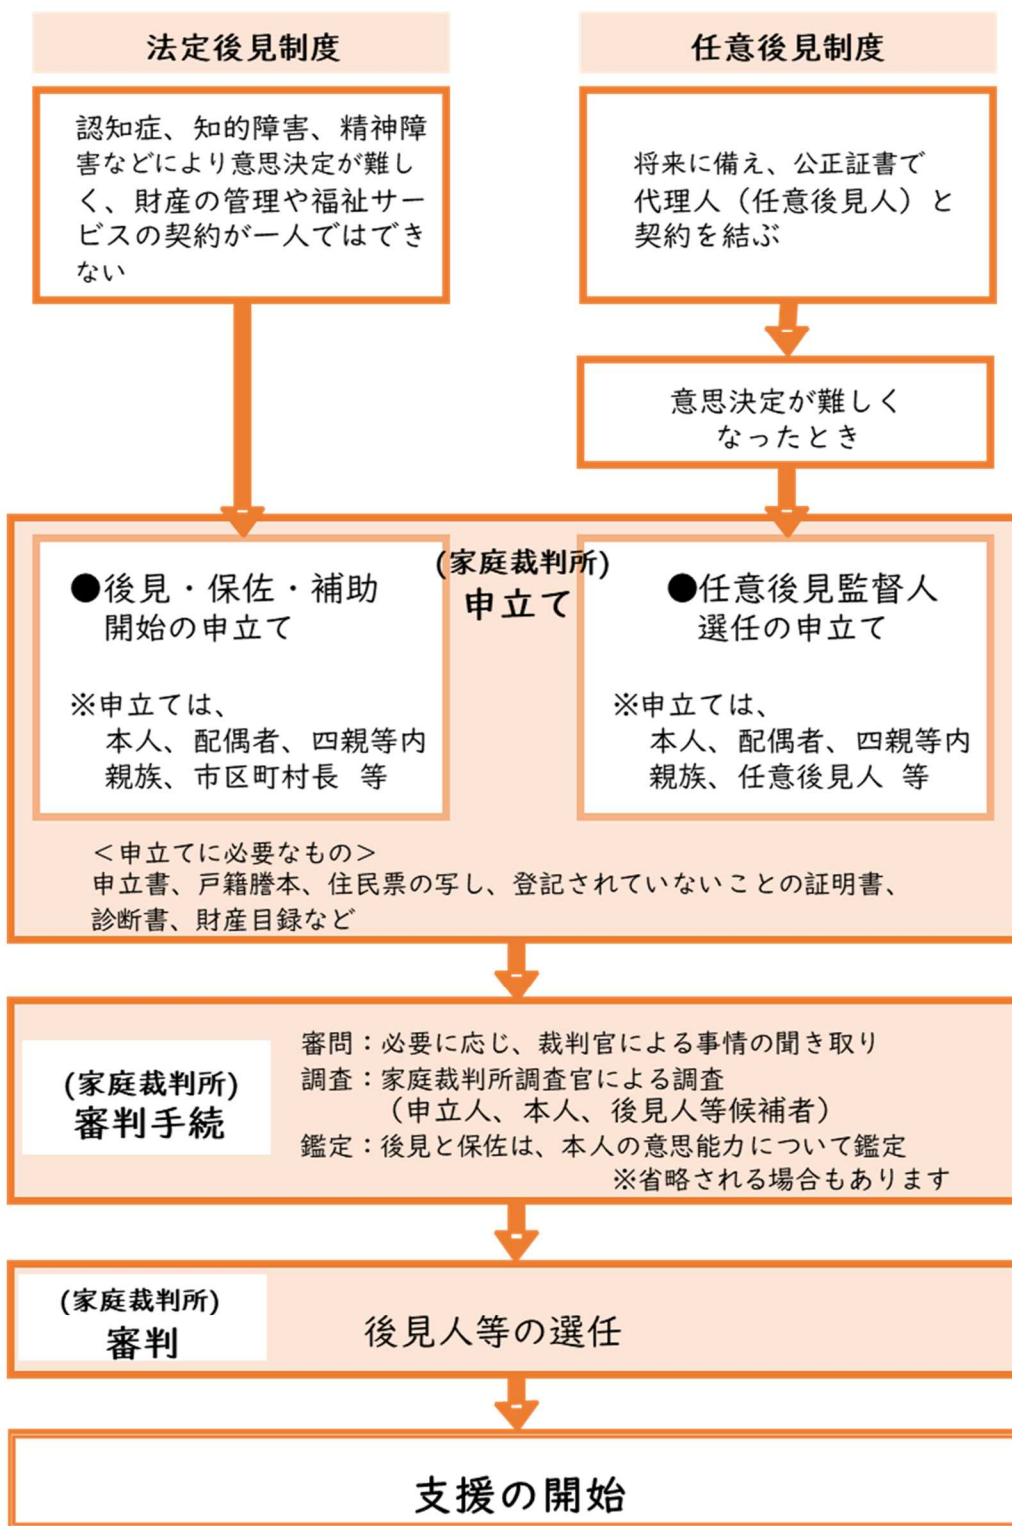 法定後見制度
認知症、知的障害、精神障
害などにより意思決定が難し
く、財産の管理や福祉サー
ビスの契約が一人ではでき
ない
任意後見制度
将来に備え、公正証書で
代理人（任意後見人）と
契約を結ぶ
意思決定が難しく
なったとき
(家庭裁判所)
申立て
●後見・保佐・補助
開始の申立て
※申立ては、
本人、配偶者、四親等内
親族、市区町村長 等
●任意後見監督人
選任の申立て
※申立ては、
本人、配偶者、四親等内
親族、任意後見人 等
＜申立てに必要なもの＞
申立書、戸籍謄本、住民票の写し、登記されていないことの証明書、
診断書、財産目録など
(家庭裁判所)
審判手続
審問：必要に応じ、裁判官による事情の聞き取り
調査：家庭裁判所調査官による調査
（申立人、本人、後見人等候補者）
鑑定：後見と保佐は、本人の意思能力について鑑定
※省略される場合もあります
(家庭裁判所)
審判
後見人等の選任
支援の開始